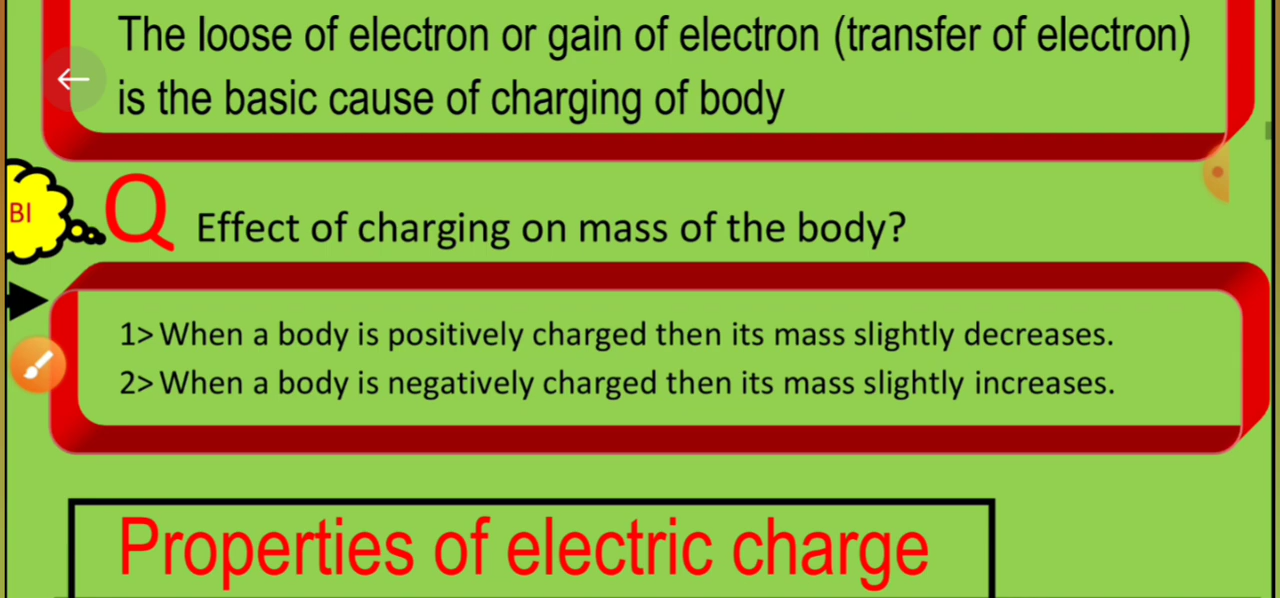 The loose of electron or gain of electron (transfer of electron)
is the basic cause of charging of body
BI
Q Effect of charging on mass of the body?
1> When a body is positively charged then its mass slightly decreases.
2> When a body is negatively charged then its mass slightly increases.
Properties of electric charge